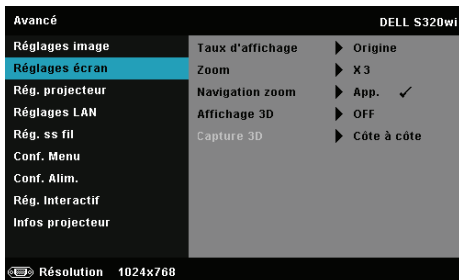 Avancé DELL S320wi
Réglages image
Réglages écran
Rég. projecteur
Réglages LAN
Rég. ss fil
Conf. Menu
Conf. Alim.
Rég. Interactif
Infos projecteur
Taux d'affichage Origine
Zoom X3
Navigation zoom App. ✓
Affichage 3D OFF
Capture 3D Côte à côte
Résolution 1024x768